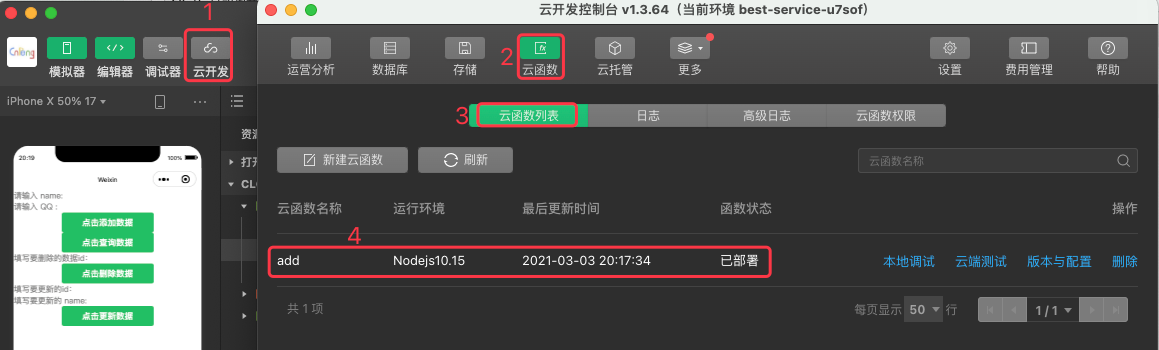 1
云开发控制台 v1.3.64（当前环境 best-service-u7sof）
Cnleng
模拟器 编辑器 调试器 云开发
运营分析 数据库 存储 2 云函数 云托管 更多 设置 费用管理 帮助
iPhone X 50% 17
3 云函数列表 日志 高级日志 云函数权限
资源
新建云函数 刷新 云函数名称
20:19 100%
打开
Weixin
CLO
请输入 name:
请输入 QQ :
点击添加数据
点击查询数据
填写要删除的数据id:
点击删除数据
填写要更新的id:
填写要更新的 name:
点击更新数据
云函数名称 运行环境 最后更新时间 函数状态 操作
4
add Nodejs10.15 2021-03-03 20:17:34 已部署 本地调试 云端测试 版本与配置 删除
共 1 项 每页显示 50 行 1 / 1